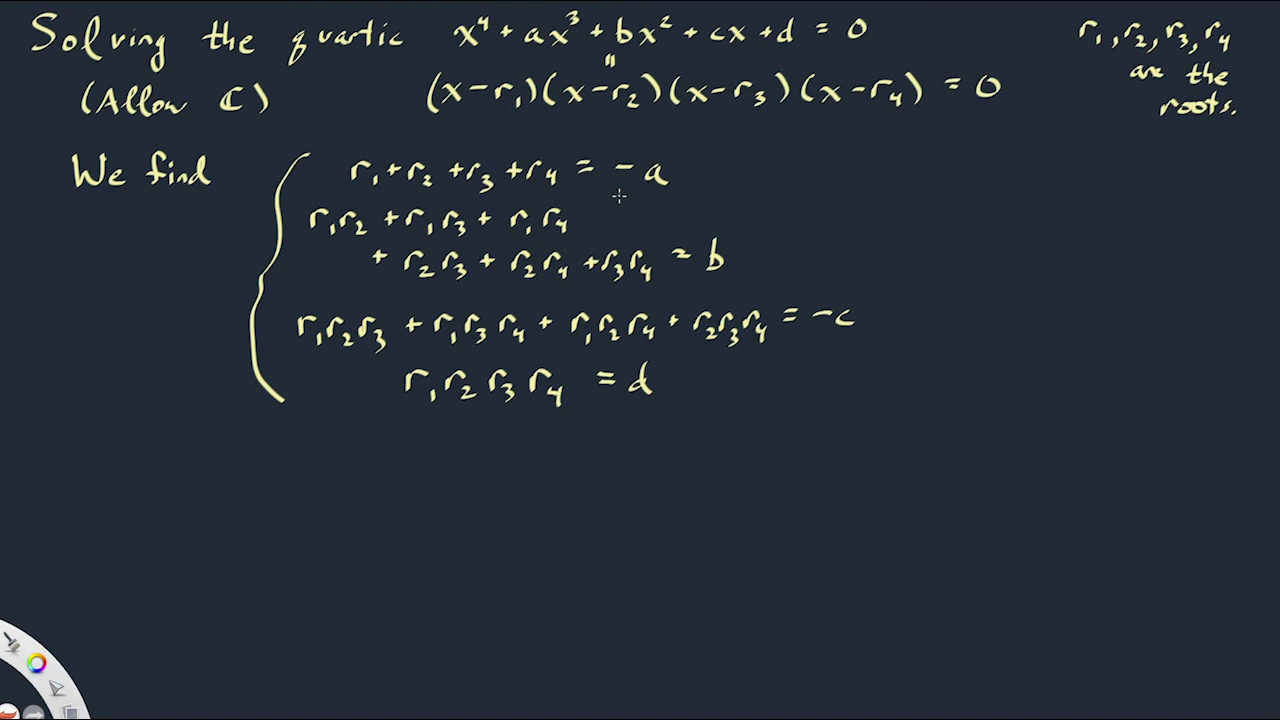 Solving the quartic x⁴ + ax³ + bx² + cx + d = 0
"
(Allow ℂ) (x-r₁)(x-r₂)(x-r₃)(x-r₄) = 0
r₁, r₂, r₃, r₄
are the
roots.
We find r₁ + r₂ + r₃ + r₄ = -a
r₁r₂ + r₁r₃ + r₁r₄
+ r₂r₃ + r₂r₄ + r₃r₄ = b
r₁r₂r₃ + r₁r₃r₄ + r₁r₂r₄ + r₂r₃r₄ = -c
r₁r₂r₃r₄ = d